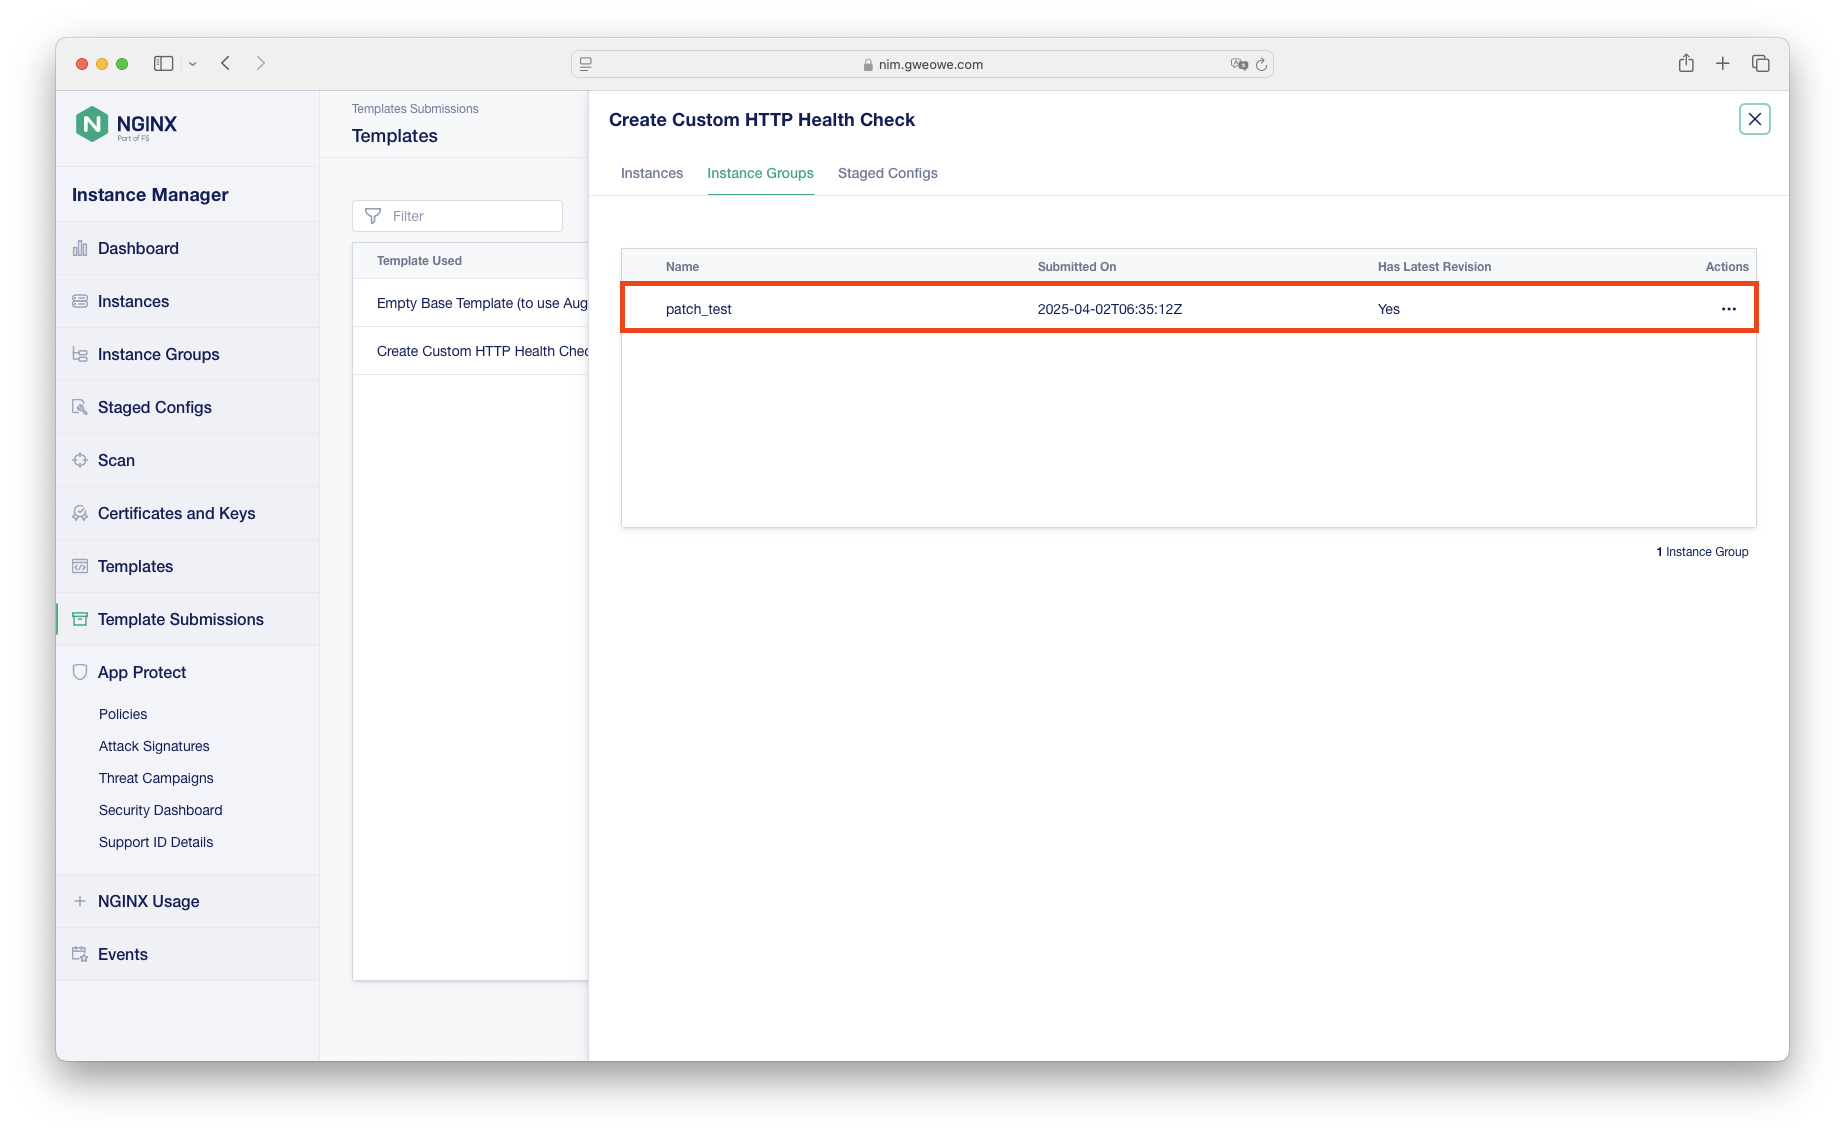 nim.gweowe.com
NGINX
Part of F5
Instance Manager
Dashboard
Instances
Instance Groups
Staged Configs
Scan
Certificates and Keys
Templates
Template Submissions
App Protect
Policies
Attack Signatures
Threat Campaigns
Security Dashboard
Support ID Details
NGINX Usage
Events
Templates Submissions
Templates
Filter
Template Used
Empty Base Template (to use Aug
Create Custom HTTP Health Chec
Create Custom HTTP Health Check
Instances Instance Groups Staged Configs
Name Submitted On Has Latest Revision Actions
patch_test 2025-04-02T06:35:12Z Yes
1 Instance Group